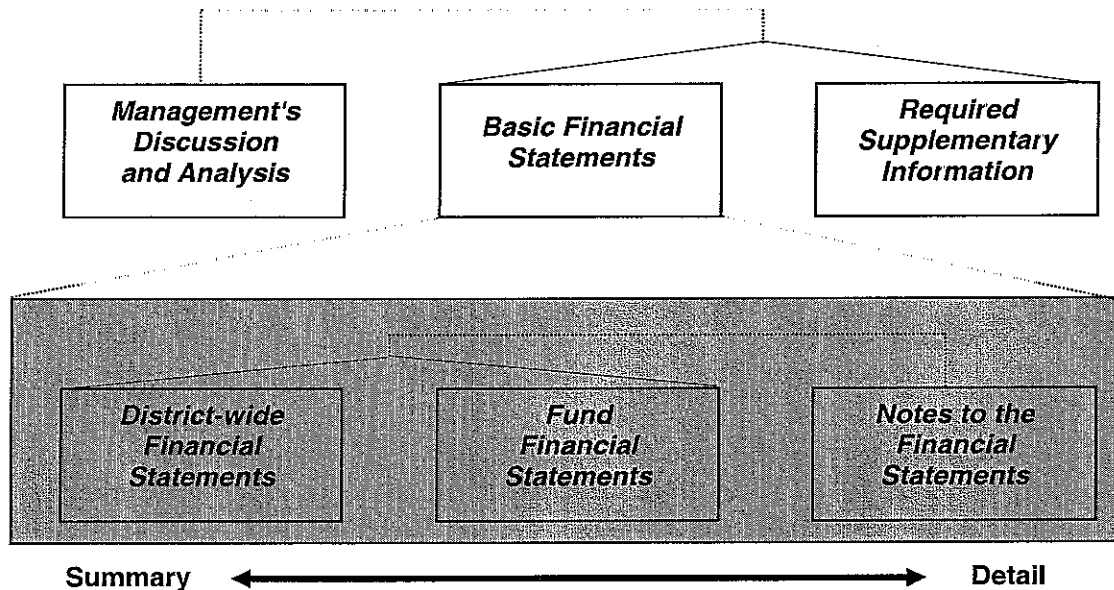 Management's
Discussion
and Analysis
Basic Financial
Statements
Required
Supplementary
Information
District-wide
Financial
Statements
Fund
Financial
Statements
Notes to the
Financial
Statements
Summary
Detail